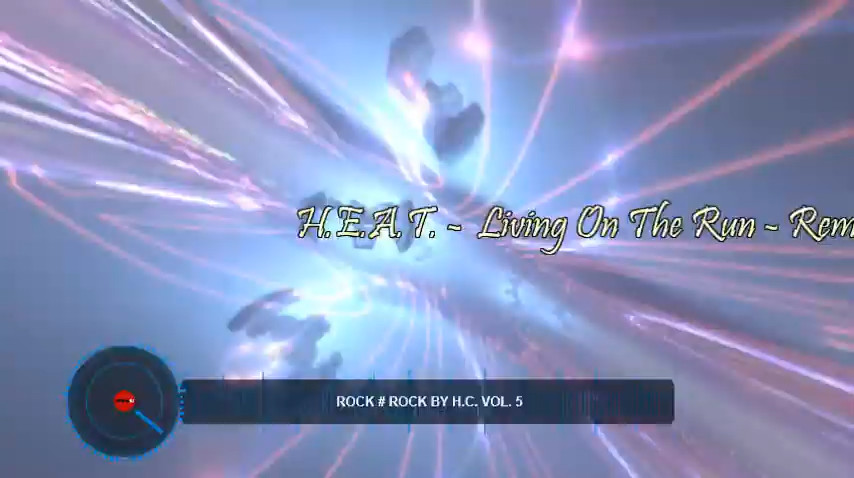 H.E.A.T. ~ Living On The Run ~ Rem
ROCK # ROCK BY H.C. VOL. 5